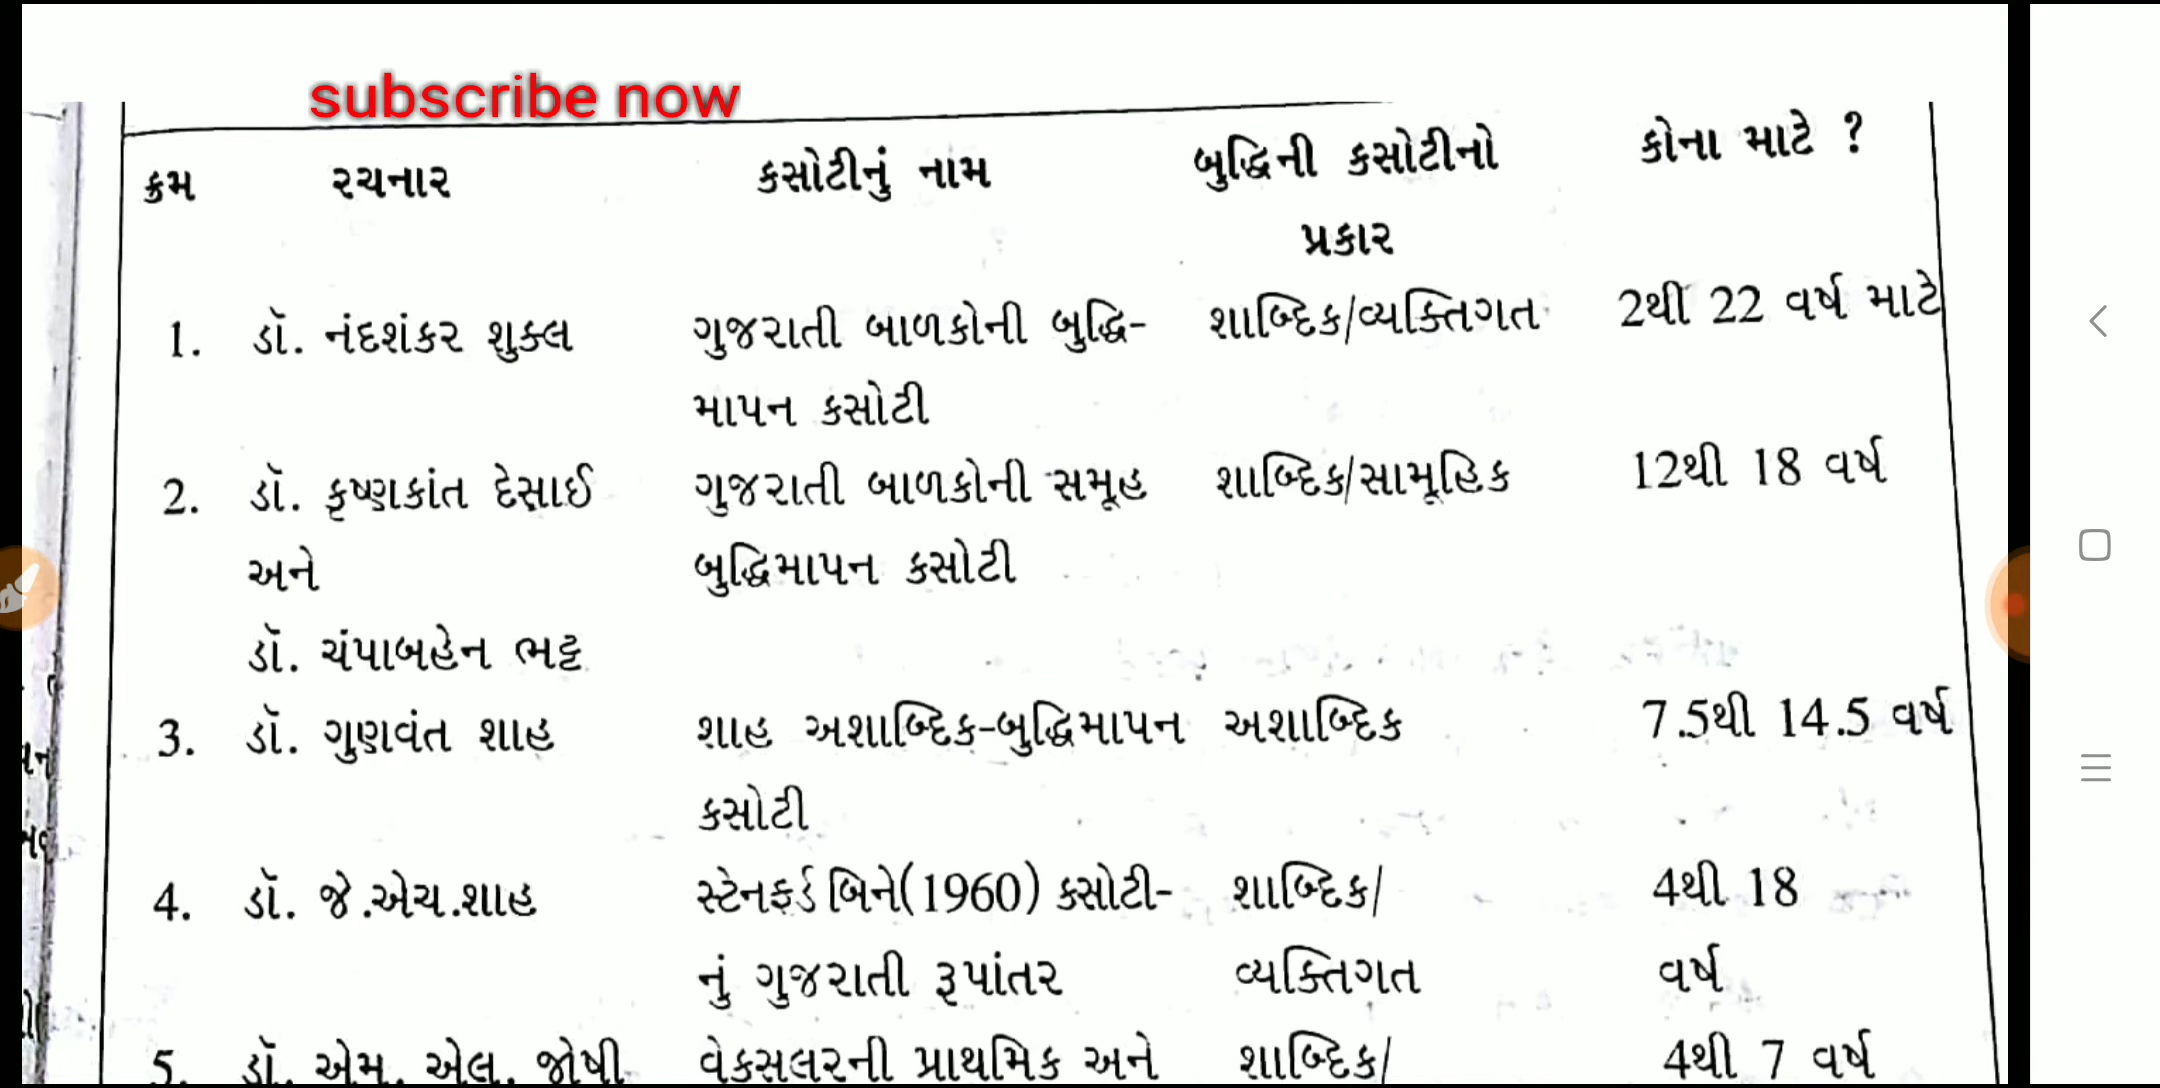 subscribe now
ક્રમ રચનાર કસોટીનું નામ બુદ્ધિની કસોટીનો કોના માટે ?
પ્રકાર
1. ડૉ. નંદશંકર શુક્લ ગુજરાતી બાળકોની બુદ્ધિ- શાબ્દિક/વ્યક્તિગત 2થી 22 વર્ષ માટે
માપન કસોટી
2. ડૉ. કૃષ્ણકાંત દેસાઈ ગુજરાતી બાળકોની સમૂહ શાબ્દિક/સામૂહિક 12થી 18 વર્ષ
અને બુદ્ધિમાપન કસોટી
ડૉ. ચંપાબહેન ભટ્ટ
3. ડૉ. ગુણવંત શાહ શાહ અશાબ્દિક-બુદ્ધિમાપન અશાબ્દિક 7.5થી 14.5 વર્ષ
કસોટી
4. ડૉ. જે.એચ.શાહ સ્ટેનફર્ડ બિને(1960) કસોટી- શાબ્દિક/ 4થી 18
નું ગુજરાતી રૂપાંતર વ્યક્તિગત વર્ષ
5. ડૉ. એમ. એલ. જોષી વેકસલરની પ્રાથમિક અને શાબ્દિક/ 4થી 7 વર્ષ